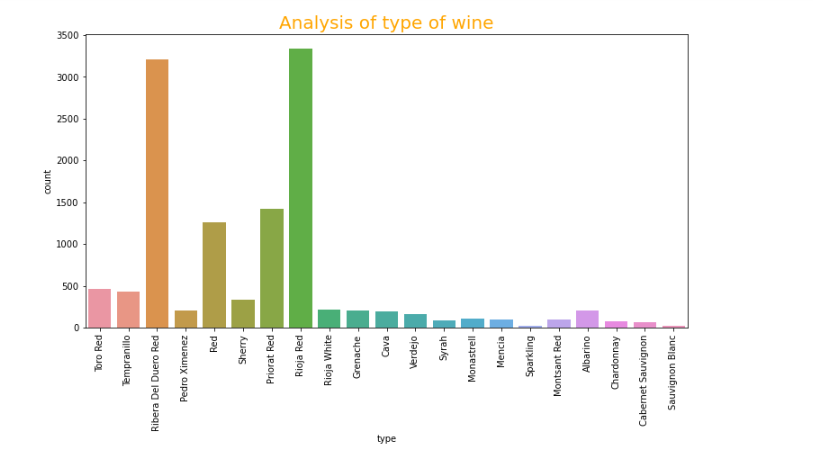 Analysis of type of wine
3500
3000
2500
2000
1500
1000
500
0
count
Toro Red
Tempranillo
Ribera Del Duero Red
Pedro Ximenez
Red
Sherry
Priorat Red
Rioja Red
Rioja White
Grenache
Cava
Verdejo
Syrah
Monastrell
Mencia
Sparkling
Montsant Red
Albarino
Chardonnay
Cabernet Sauvignon
Sauvignon Blanc
type